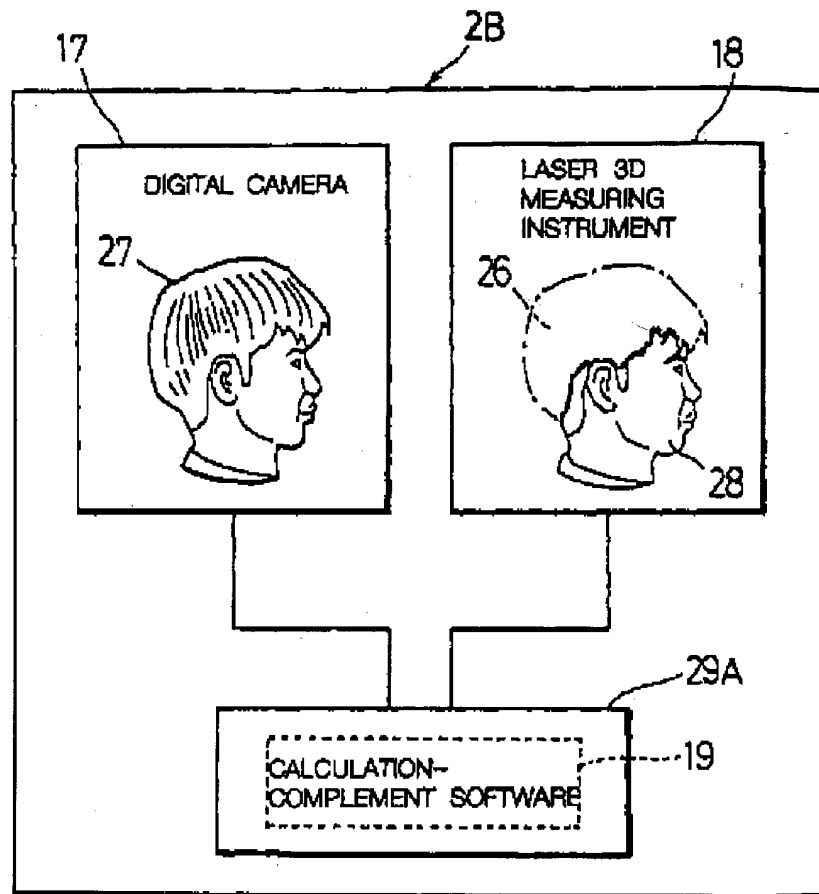 2B
17
18
DIGITAL CAMERA
LASER 3D
MEASURING
INSTRUMENT
27
26
28
29A
19
CALCULATION-
COMPLEMENT SOFTWARE